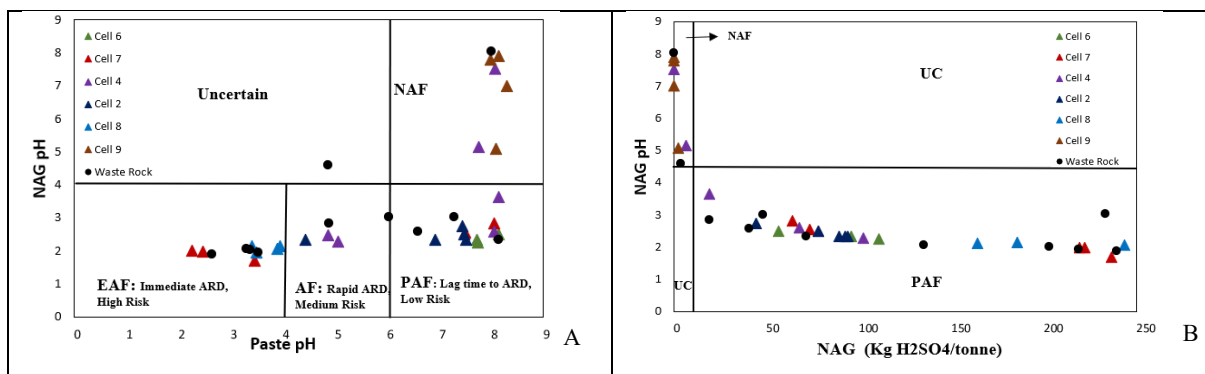 9
8
7
6
5
4
3
2
1
0
NAG pH
Cell 6
Cell 7
Cell 4
Cell 2
Cell 8
Cell 9
Waste Rock
Uncertain
NAF
EAF: Immediate ARD,
High Risk
AF: Rapid ARD,
Medium Risk
PAF: Lag time to ARD,
Low Risk
0 1 2 3 4 5 6 7 8 9
Paste pH
A
9
8
7
6
5
4
3
2
1
0
NAG pH
NAF
UC
Cell 6
Cell 7
Cell 4
Cell 2
Cell 8
Cell 9
Waste Rock
UC
PAF
0 50 100 150 200 250
NAG (Kg H2SO4/tonne)
B